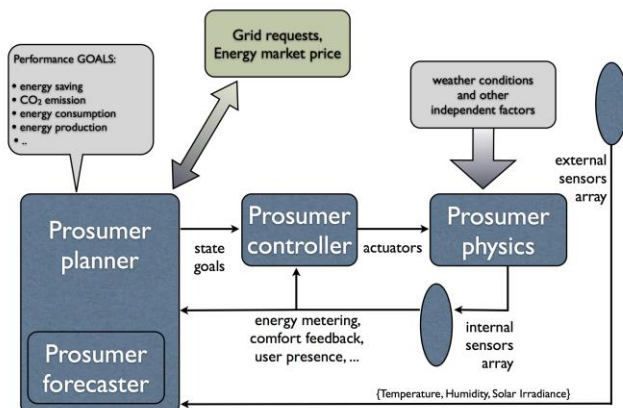 Performance GOALS:
• energy saving
• CO₂ emission
• energy consumption
• energy production
• ..
Grid requests,
Energy market price
weather conditions
and other
independent factors
external
sensors
array
Prosumer
planner
state
goals
Prosumer
controller
actuators
Prosumer
physics
energy metering,
comfort feedback,
user presence, ...
internal
sensors
array
Prosumer
forecaster
{Temperature, Humidity, Solar Irradiance}